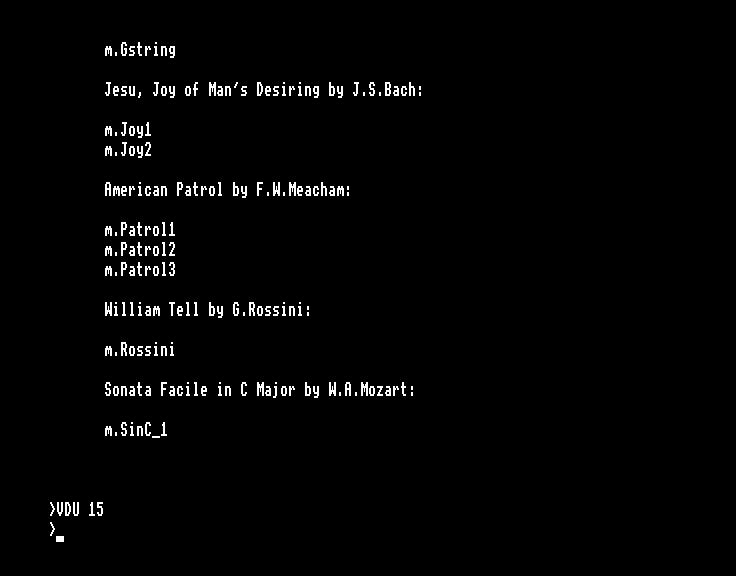 m.Gstring
Jesu, Joy of Man's Desiring by J.S.Bach:
m.Joy1
m.Joy2
American Patrol by F.W.Meacham:
m.Patrol1
m.Patrol2
m.Patrol3
William Tell by G.Rossini:
m.Rossini
Sonata Facile in C Major by W.A.Mozart:
m.SinC_1
>VDU 15
>_